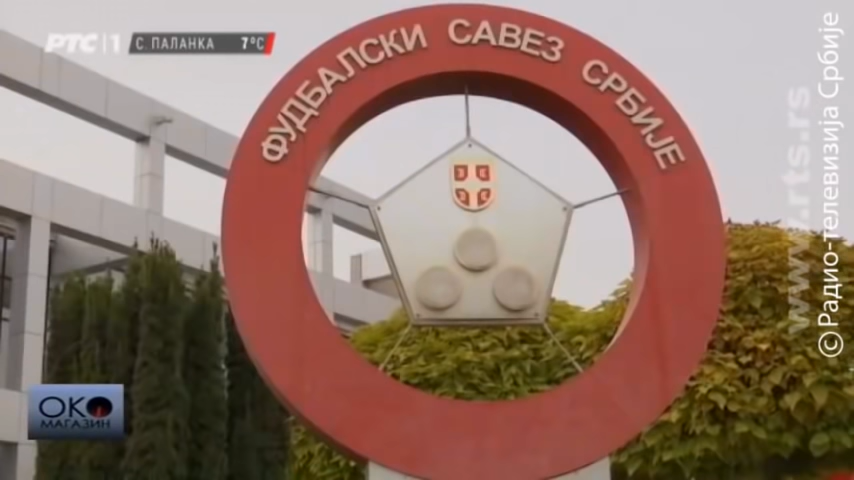 РТС 1 С. ПАЛАНКА 7°C
ФУДБАЛСКИ САВЕЗ СРБИЈЕ
ОКО
МАГАЗИН
www.rts.rs
© Радио-телевизија Србије